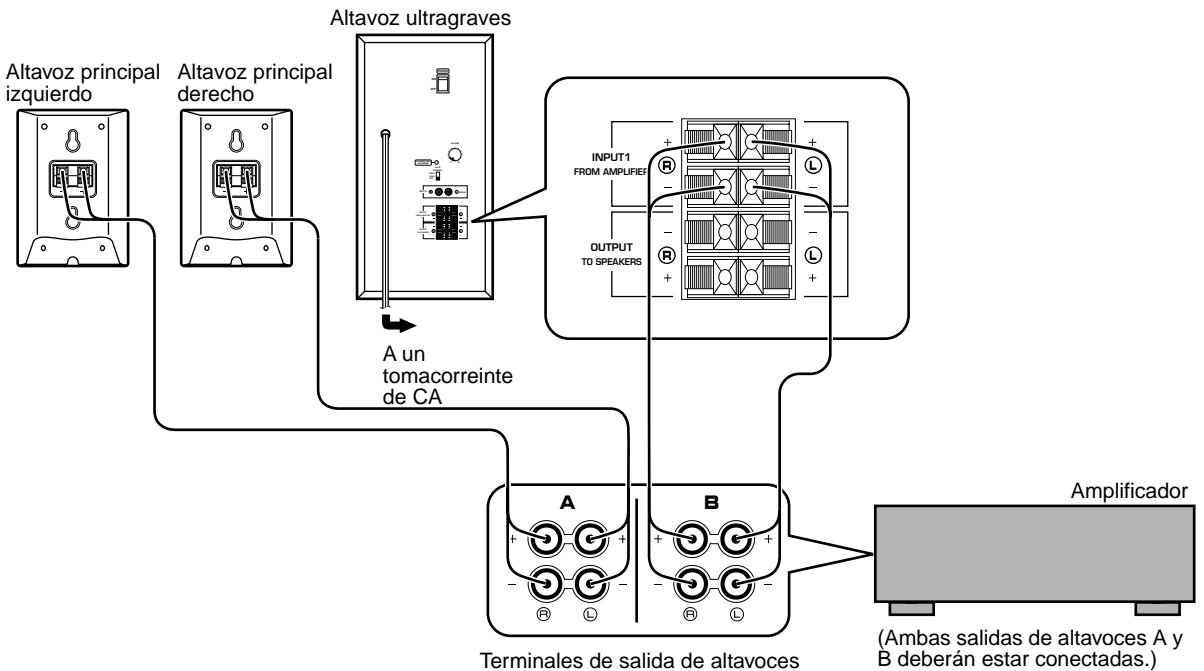 Altavoz ultragraves
Altavoz principal
izquierdo
Altavoz principal
derecho
INPUT1
FROM AMPLIFIER
R
L
+
–
+
–
OUTPUT
TO SPEAKERS
R
L
–
+
–
+
A un
tomacorreinte
de CA
A
B
+
+
+
+
–
–
–
–
R
L
R
L
Amplificador
(Ambas salidas de altavoces A y
B deberán estar conectadas.)
Terminales de salida de altavoces